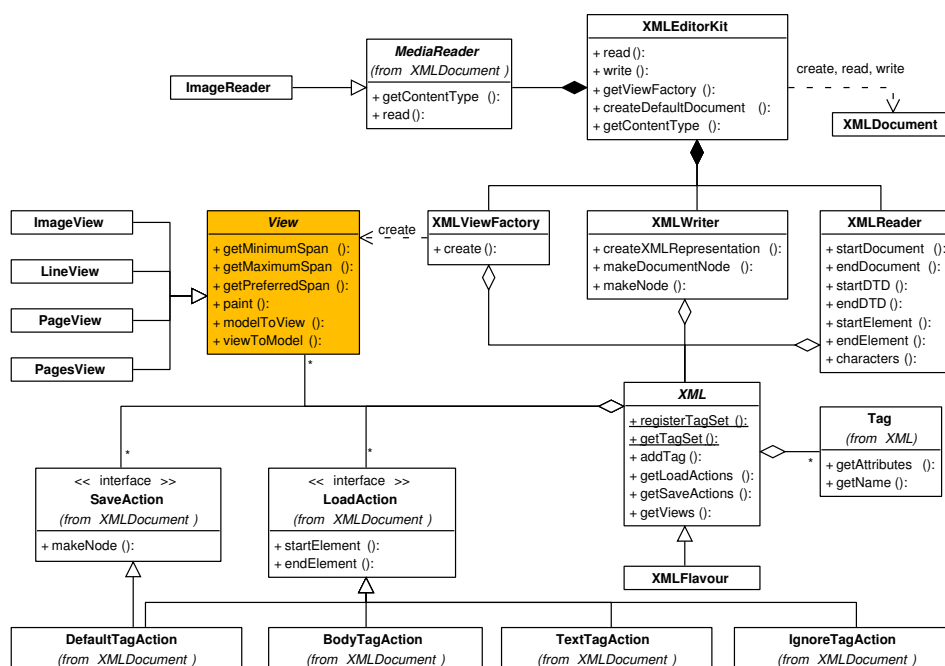 XMLEditorKit
+ read():
+ write():
+ getViewFactory ():
+ createDefaultDocument ():
+ getContentType ():
MediaReader
(from XMLDocument )
+ getContentType ():
+ read():
ImageReader
create, read, write
XMLDocument
ImageView
LineView
PageView
PagesView
View
+ getMinimumSpan ():
+ getMaximumSpan ():
+ getPreferredSpan ():
+ paint():
+ modelToView ():
+ viewToModel ():
create
XMLViewFactory
+ create():
XMLWriter
+ createXMLRepresentation ():
+ makeDocumentNode ():
+ makeNode():
XMLReader
+ startDocument ():
+ endDocument ():
+ startDTD ():
+ endDTD ():
+ startElement ():
+ endElement ():
+ characters ():
*
XML
+ registerTagSet ():
+ getTagSet():
+ addTag():
+ getLoadActions ():
+ getSaveActions ():
+ getViews():
*
Tag
(from XML)
+ getAttributes ():
+ getName():
XMLFlavour
*
<< interface >>
SaveAction
(from XMLDocument )
+ makeNode():
*
<< interface >>
LoadAction
(from XMLDocument )
+ startElement ():
+ endElement ():
DefaultTagAction
(from XMLDocument )
BodyTagAction
(from XMLDocument )
TextTagAction
(from XMLDocument )
IgnoreTagAction
(from XMLDocument )